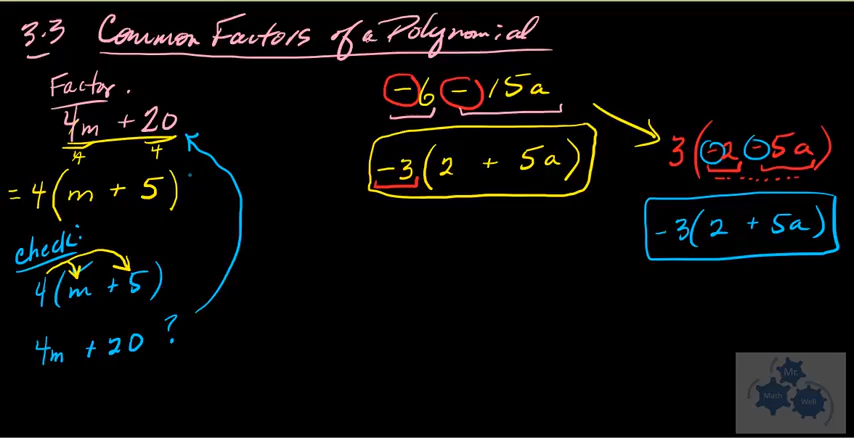 3.3 Common Factors of a Polynomial
Factor.
4m + 20
4 4
= 4(m + 5)
check:
4(m + 5)
4m + 20 ?
-6 - 15a
-3(2 + 5a)
3(-2 - 5a)
-3(2 + 5a)
Mr.
Math Well